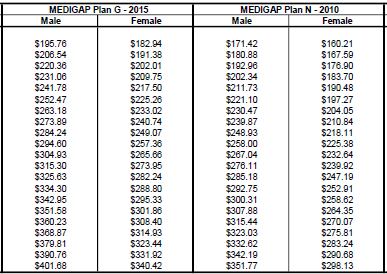 MEDIGAP Plan G - 2015 MEDIGAP Plan N - 2010
Male Female Male Female
$195.76 $182.94 $171.42 $160.21
$206.54 $191.38 $180.88 $167.59
$220.36 $202.01 $192.96 $176.90
$231.06 $209.75 $202.34 $183.70
$241.78 $217.50 $211.73 $190.48
$252.47 $225.26 $221.10 $197.27
$263.18 $233.02 $230.47 $204.05
$273.89 $240.74 $239.87 $210.84
$284.24 $249.07 $248.93 $218.11
$294.60 $257.36 $258.00 $225.38
$304.93 $265.66 $267.04 $232.64
$315.30 $273.95 $276.11 $239.92
$325.63 $282.24 $285.18 $247.19
$334.30 $288.80 $292.75 $252.91
$342.95 $295.33 $300.31 $258.62
$351.58 $301.86 $307.88 $264.35
$360.23 $308.40 $315.44 $270.07
$368.87 $314.93 $323.03 $275.81
$379.81 $323.44 $332.62 $283.24
$390.76 $331.92 $342.19 $290.68
$401.68 $340.42 $351.77 $298.13